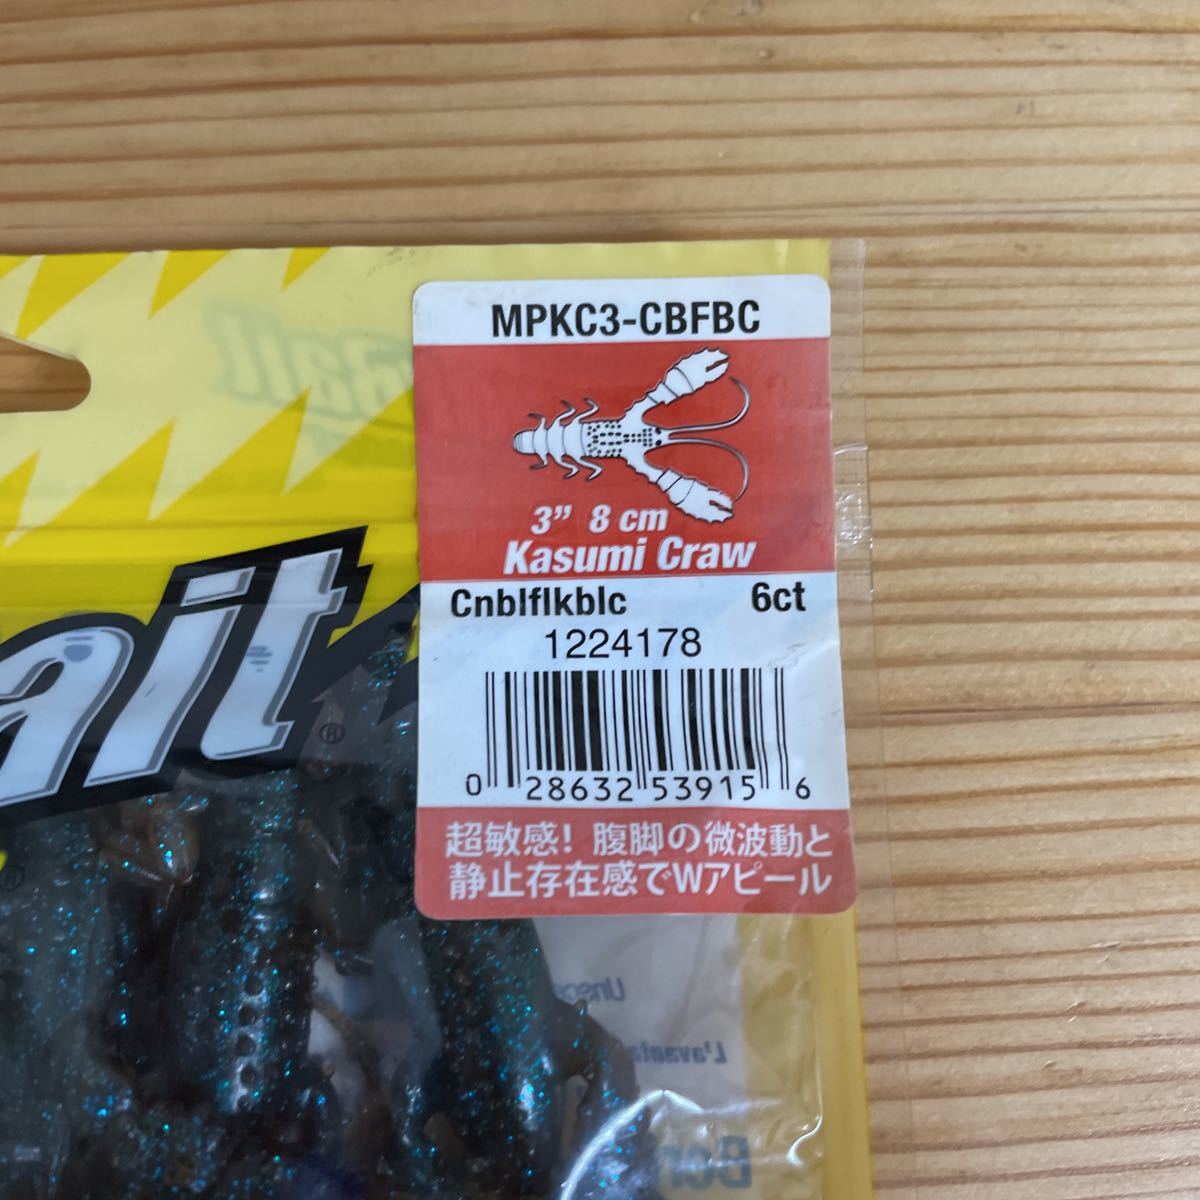 MPKC3-CBFBC
3" 8 cm
Kasumi Craw
Cnblflkblc 6ct
1224178
0 28632 53915 6
超敏感! 腹脚の微波動と
静止存在感でWアピール
ait®
®
L'avanta